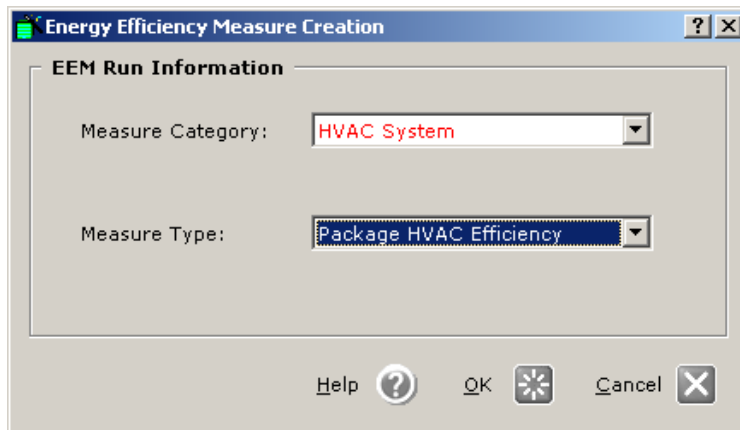 Energy Efficiency Measure Creation
EEM Run Information
Measure Category: HVAC System
Measure Type: Package HVAC Efficiency
Help ? OK Cancel